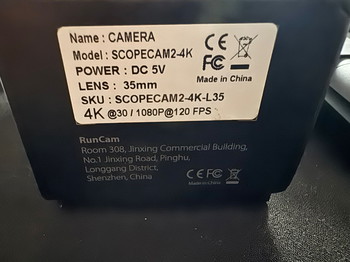 Name : CAMERA
Model : SCOPECAM2-4K
POWER : DC 5V
LENS : 35mm
SKU : SCOPECAM2-4K-L35
4K @30 / 1080P@120 FPS
CE
FC
Made in China
RunCam
Room 308, Jinxing Commercial Building,
No.1 Jinxing Road, Pinghu,
Longgang District,
Shenzhen, China
CE FC
MADE IN CHINA